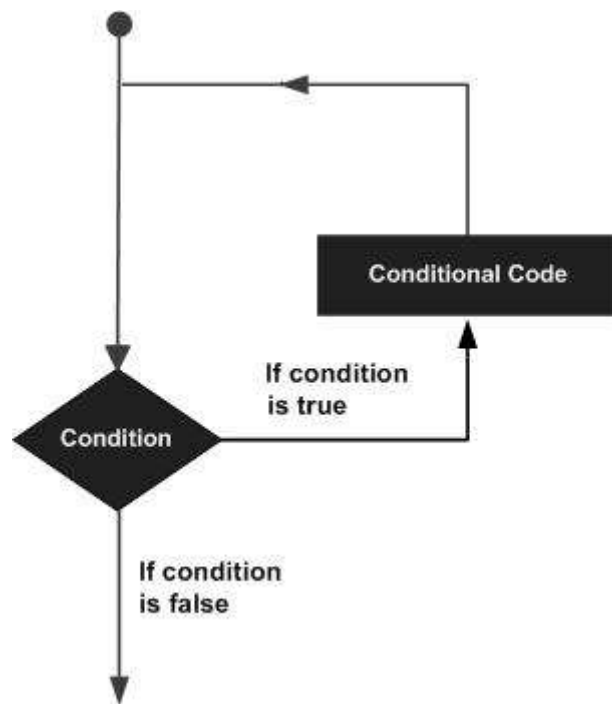 Conditional Code
If condition
is true
Condition
If condition
is false